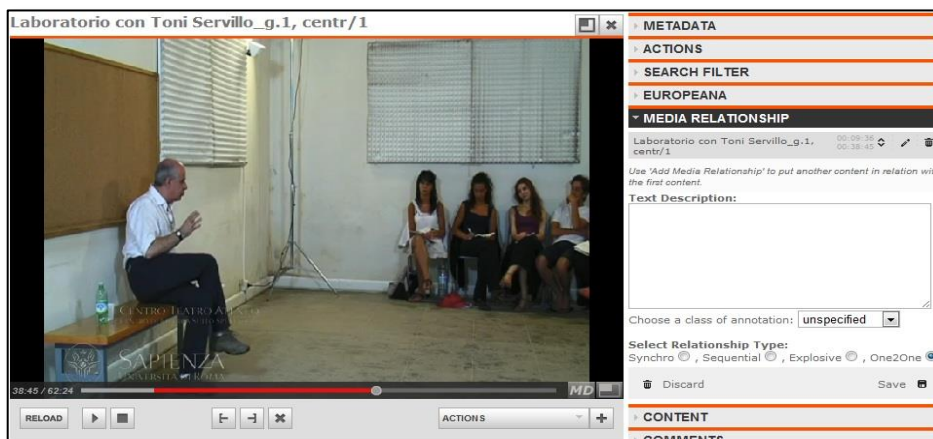 Laboratorio con Toni Servillo_g.1, centr/1
CENTRO TEATRO ATENEO
SAPIENZA
UNIVERSITÀ DI ROMA
38:45 / 62:24
MD
RELOAD
ACTIONS
METADATA
ACTIONS
SEARCH FILTER
EUROPEANA
MEDIA RELATIONSHIP
Laboratorio con Toni Servillo_g.1,
centr/1
00:09:36
00:38:45
Use 'Add Media Relationship' to put another content in relation wit
the first content.
Text Description:
Choose a class of annotation: unspecified
Select Relationship Type:
Synchro , Sequential , Explosive , One2One
Discard
Save
CONTENT
COMMENTS